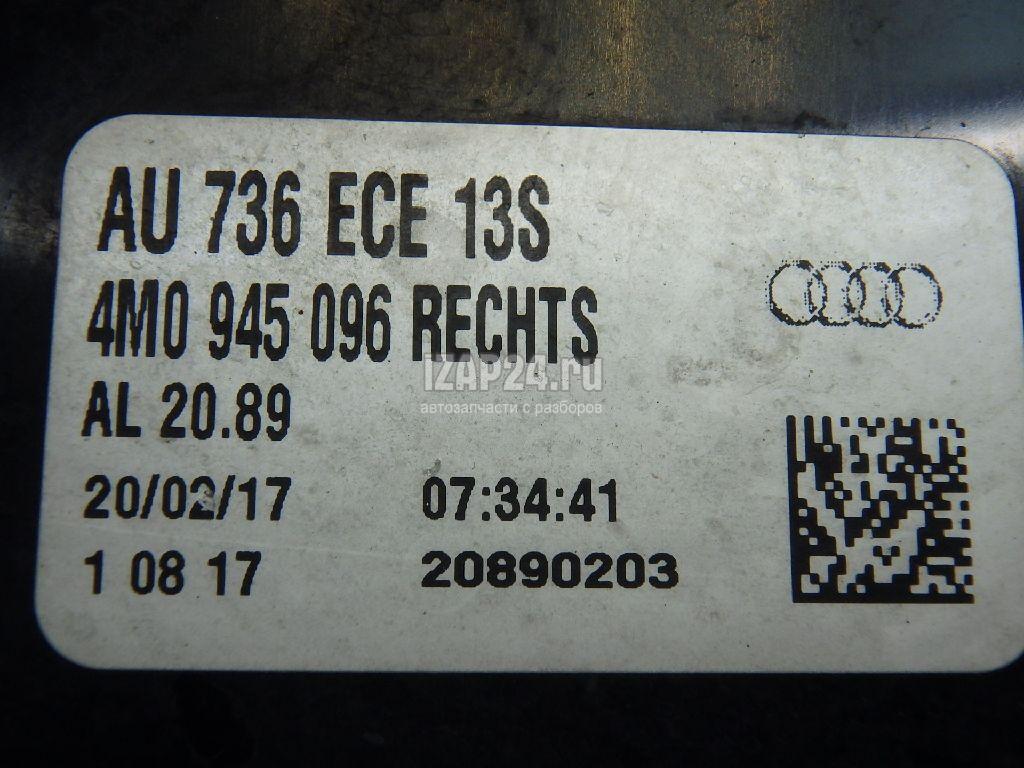 AU 736 ECE 13S
4M0 945 096 RECHTS
IZAP24.ru
автозапчасти с разборов
AL 20.89
20/02/17 07:34:41
1 08 17 20890203